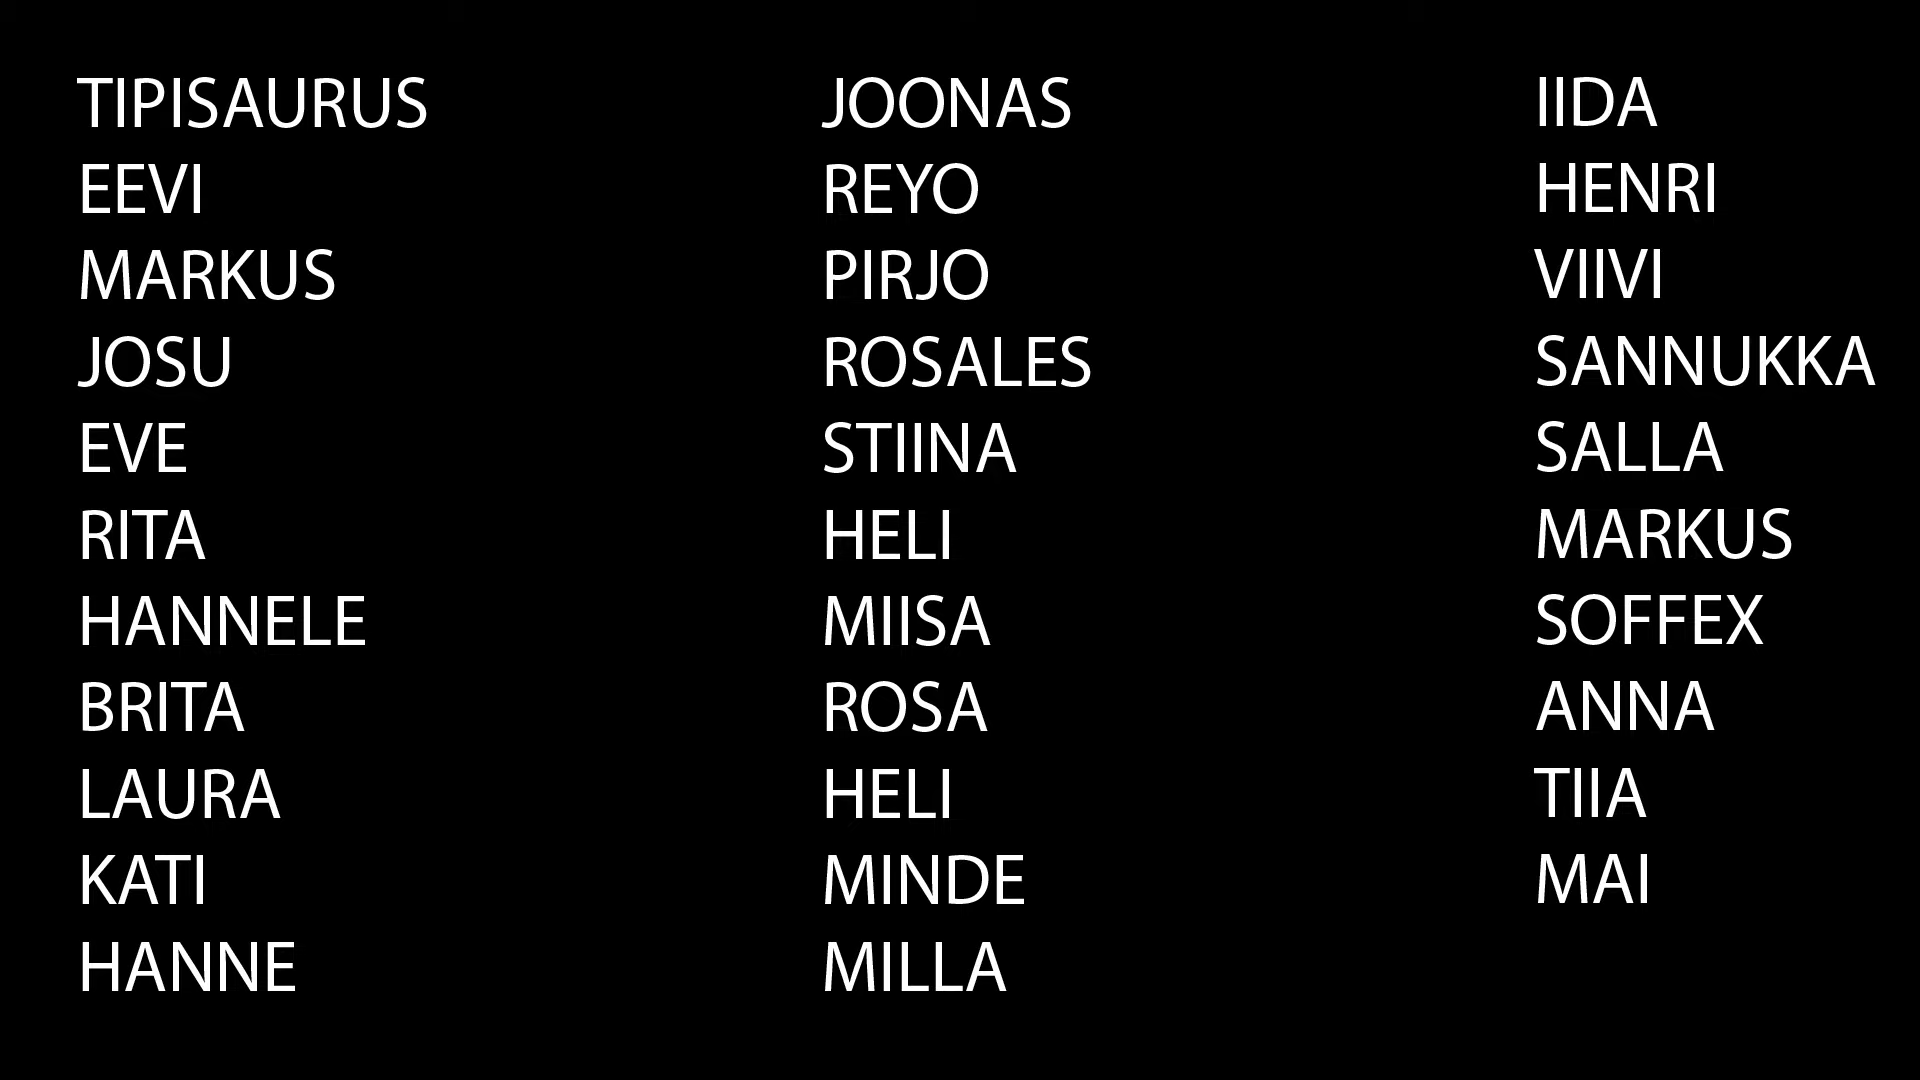 TIPISAURUS
EEVI
MARKUS
JOSU
EVE
RITA
HANNELE
BRITA
LAURA
KATI
HANNE
JOONAS
REYO
PIRJO
ROSALES
STIINA
HELI
MIISA
ROSA
HELI
MINDE
MILLA
IIDA
HENRI
VIIVI
SANNUKKA
SALLA
MARKUS
SOFFEX
ANNA
TIIA
MAI